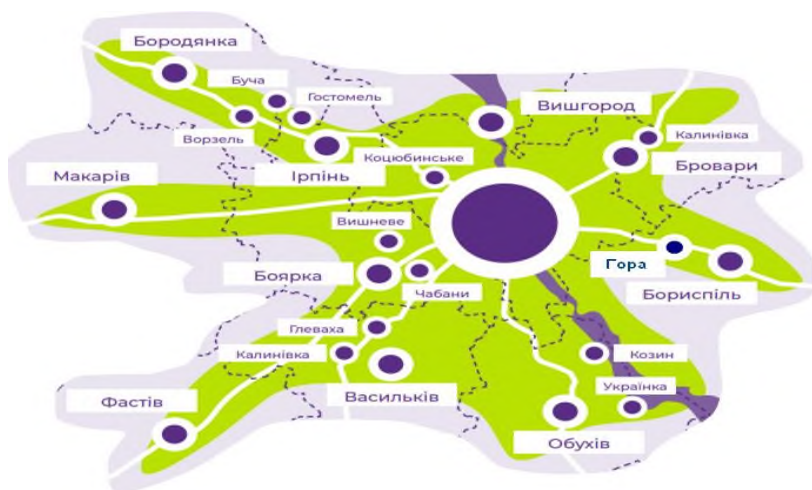 Бородянка
Буча
Гостомель
Ворзель
Ірпінь
Коцюбинське
Вишгород
Калинівка
Бровари
Макарів
Вишневе
Боярка
Чабани
Гора
Бориспіль
Глеваха
Калинівка
Васильків
Козин
Українка
Фастів
Обухів